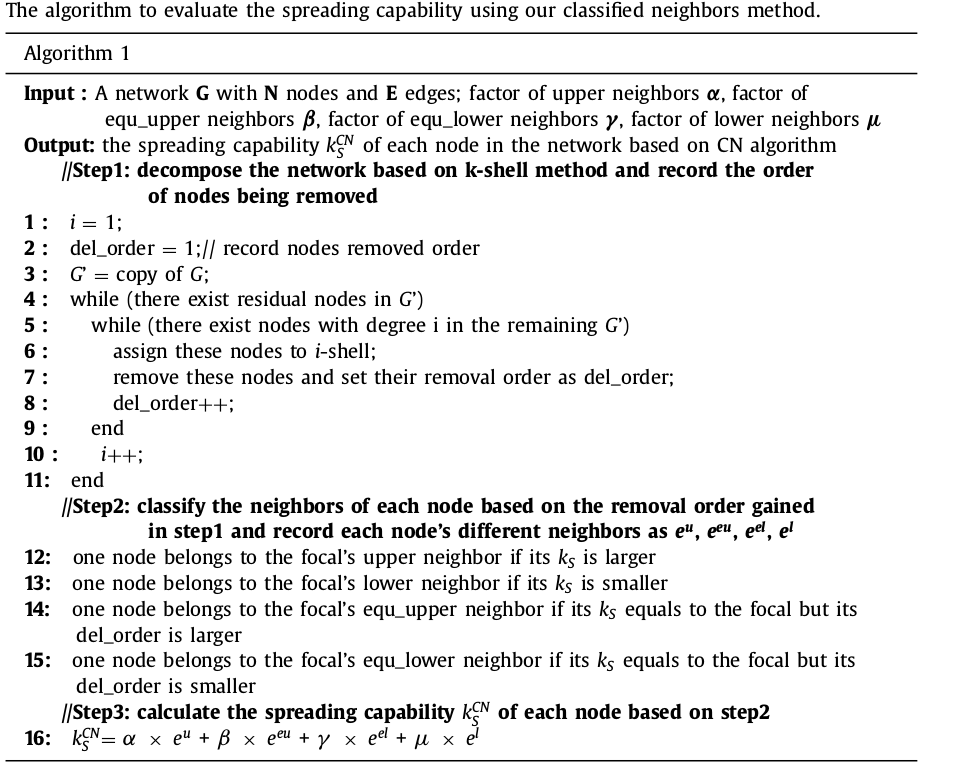 The algorithm to evaluate the spreading capability using our classified neighbors method.
Algorithm 1
Input : A network G with N nodes and E edges; factor of upper neighbors α, factor of
equ_upper neighbors β, factor of equ_lower neighbors γ, factor of lower neighbors μ
Output: the spreading capability k_S^CN of each node in the network based on CN algorithm
//Step1: decompose the network based on k-shell method and record the order
of nodes being removed
1 : i = 1;
2 : del_order = 1;// record nodes removed order
3 : G' = copy of G;
4 : while (there exist residual nodes in G')
5 : while (there exist nodes with degree i in the remaining G')
6 : assign these nodes to i-shell;
7 : remove these nodes and set their removal order as del_order;
8 : del_order++;
9 : end
10 : i++;
11: end
//Step2: classify the neighbors of each node based on the removal order gained
in step1 and record each node's different neighbors as e^u, e^eu, e^el, e^l
12: one node belongs to the focal's upper neighbor if its k_S is larger
13: one node belongs to the focal's lower neighbor if its k_S is smaller
14: one node belongs to the focal's equ_upper neighbor if its k_S equals to the focal but its
del_order is larger
15: one node belongs to the focal's equ_lower neighbor if its k_S equals to the focal but its
del_order is smaller
//Step3: calculate the spreading capability k_S^CN of each node based on step2
16: k_S^CN= α × e^u + β × e^eu + γ × e^el + μ × e^l